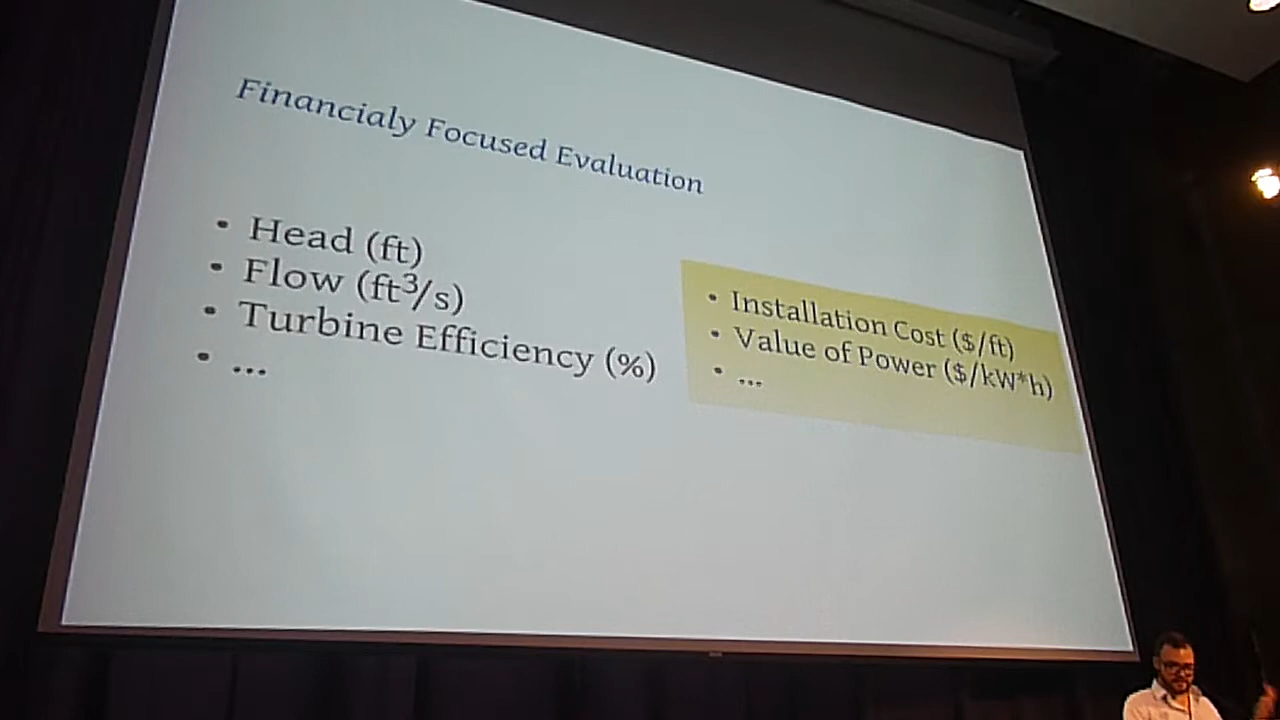 Financialy Focused Evaluation
• Head (ft)
• Flow (ft³/s)
• Turbine Efficiency (%)
• ...
• Installation Cost ($/ft)
• Value of Power ($/kW*h)
• ...